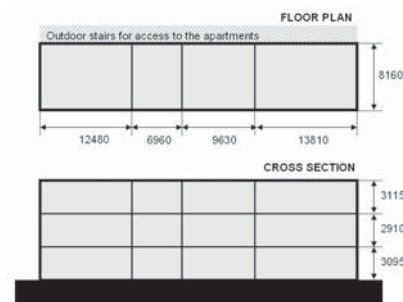 FLOOR PLAN
Outdoor stairs for access to the apartments
8160
12480 6960 9630 13810
CROSS SECTION
3115
2910
3095